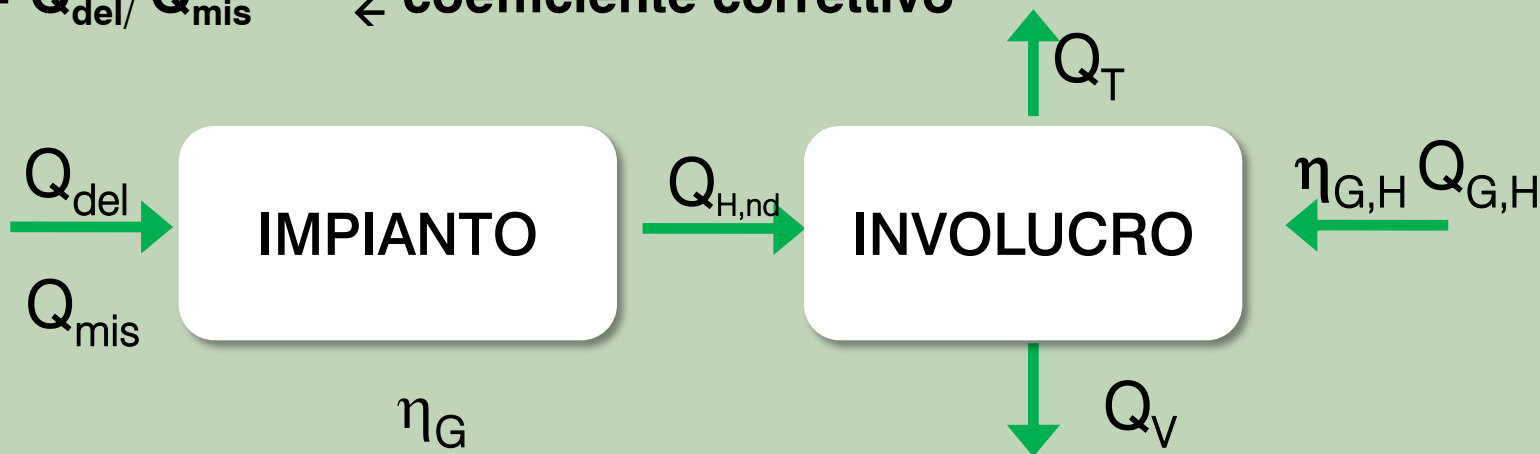 Q_del/ Q_mis ← coefficiente correttivo
Q_T
Q_del
IMPIANTO
Q_H,nd
INVOLUCRO
η_G,H Q_G,H
Q_mis
η_G
Q_V